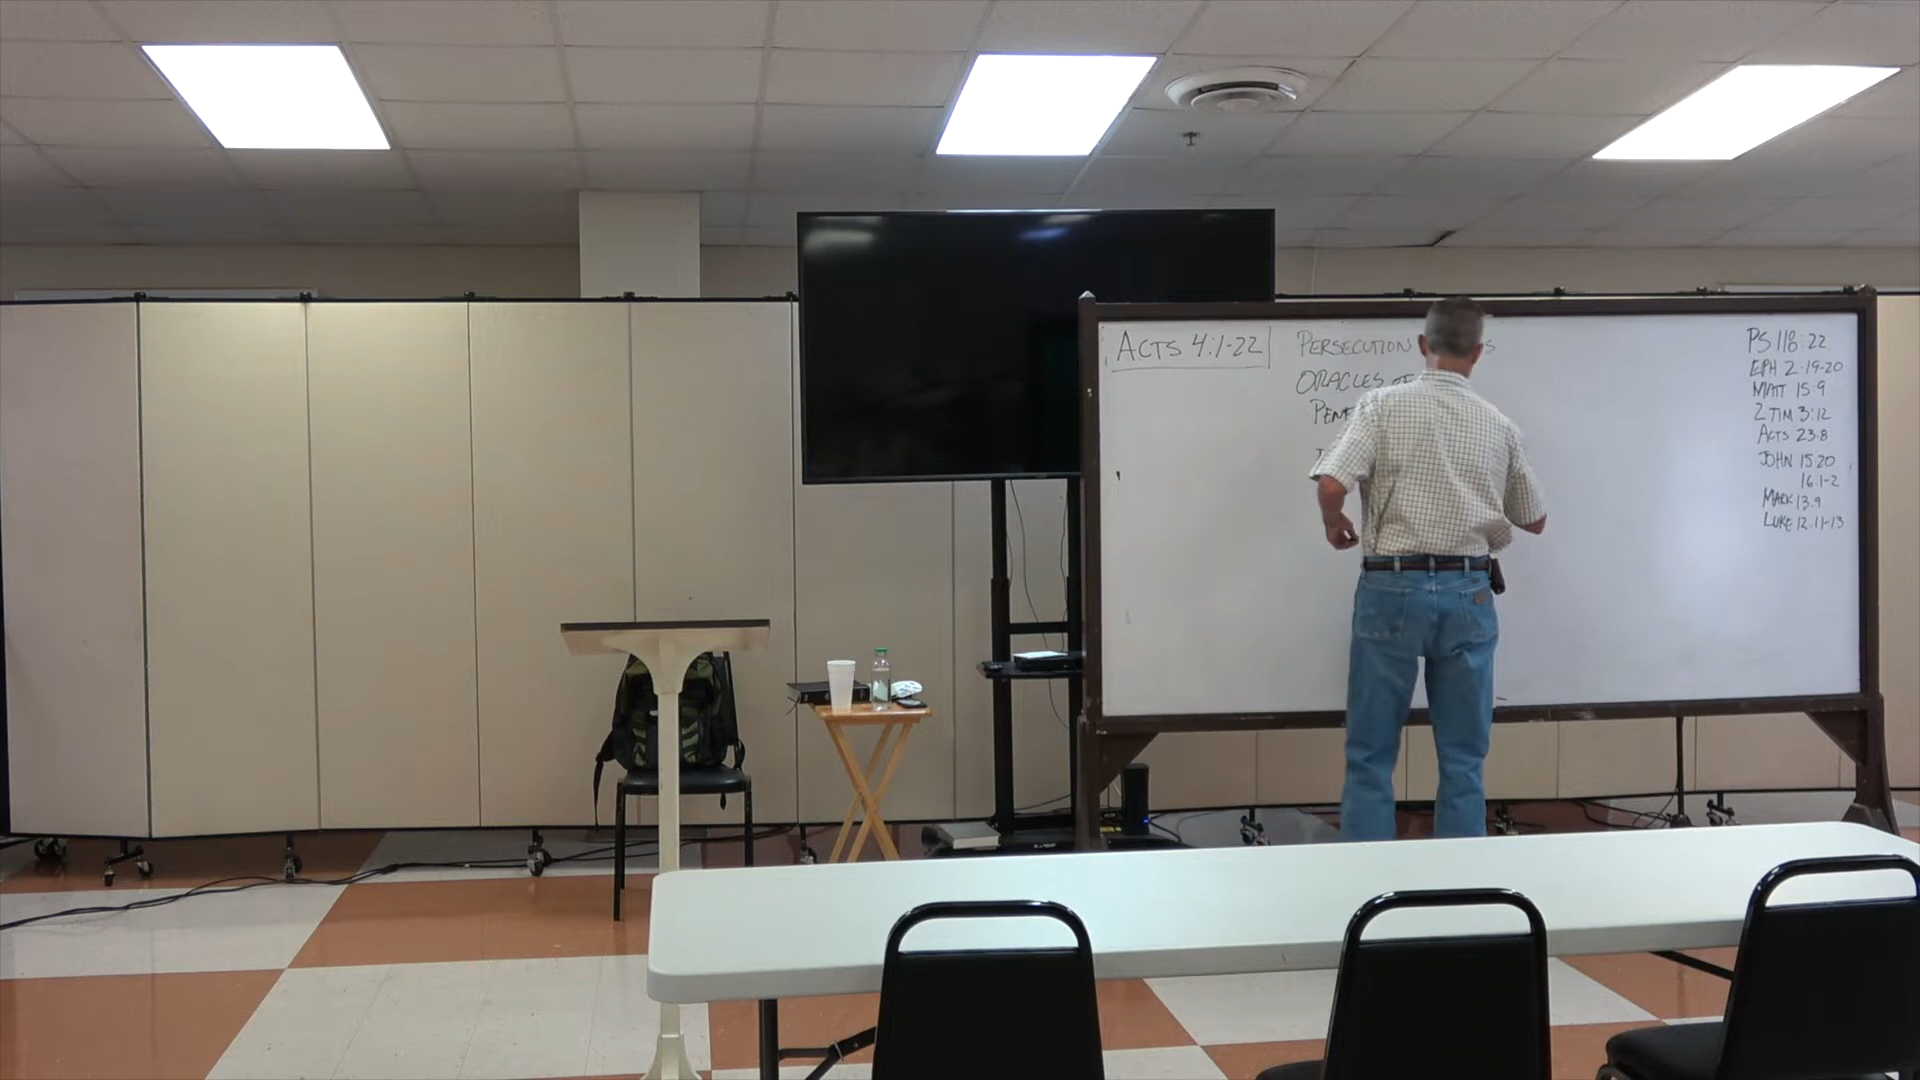 ACTS 4:1-22
PERSECUTION
ORACLES OF
PS 118:22
EPH 2:19-20
MATT 15:9
2 TIM 3:12
ACTS 23:8
JOHN 15:20
16:1-2
MARK 13:9
LUKE 12:11-13